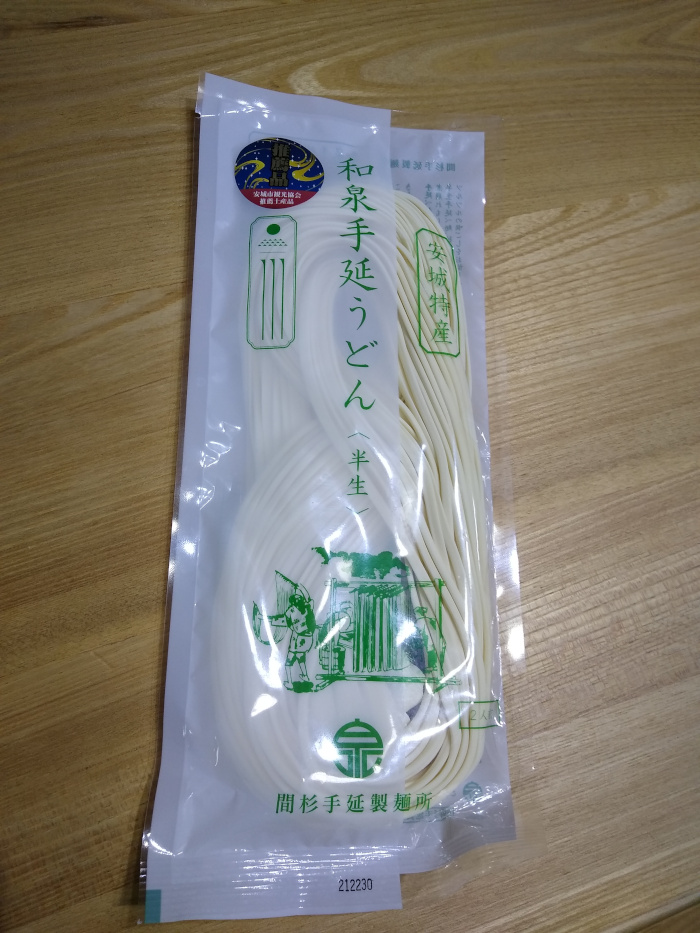 推薦品
安城市観光協会
推薦土産品
和泉手延うどん
〈半生〉
安城特産
間杉手延製麺所
212230